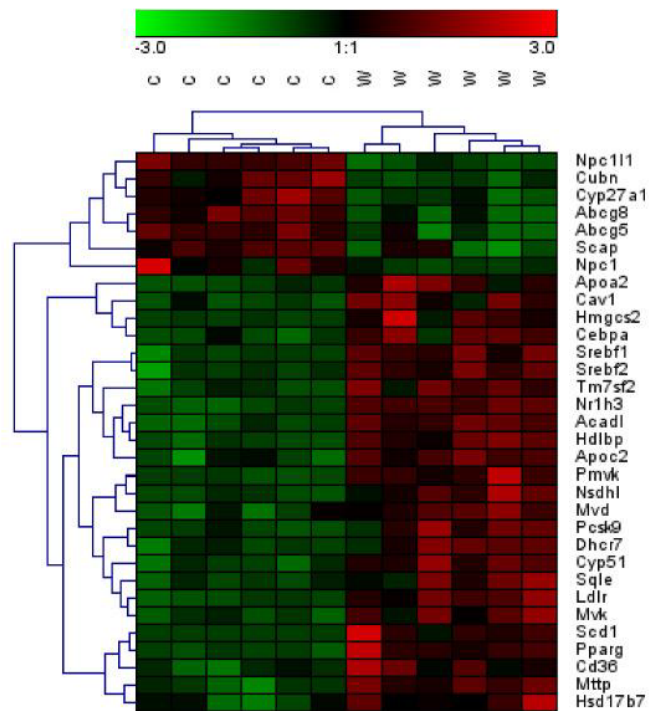 -3.0 1:1 3.0
C C C C C C W W W W W W
Npc1l1
Cubn
Cyp27a1
Abcg8
Abcg5
Scap
Npc1
Apoa2
Cav1
Hmgcs2
Cebpa
Srebf1
Srebf2
Tm7sf2
Nr1h3
Acadl
Hdlbp
Apoc2
Pmvk
Nsdhl
Mvd
Pcsk9
Dhcr7
Cyp51
Sqle
Ldlr
Mvk
Scd1
Pparg
Cd36
Mttp
Hsd17b7